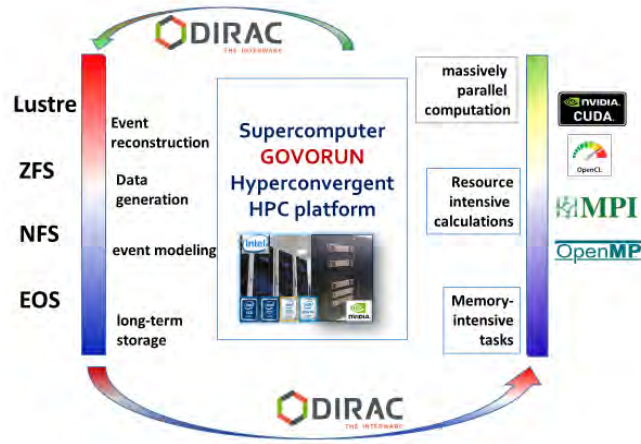 DIRAC
THE INTERWARE
Lustre
ZFS
NFS
EOS
Event
reconstruction
Data
generation
event modeling
long-term
storage
Supercomputer
GOVORUN
Hyperconvergent
HPC platform
intel
NVIDIA
massively
parallel
computation
Resource
intensive
calculations
Memory-
intensive
tasks
NVIDIA.
CUDA.
OpenCL
MPI
OpenMP
DIRAC
THE INTERWARE